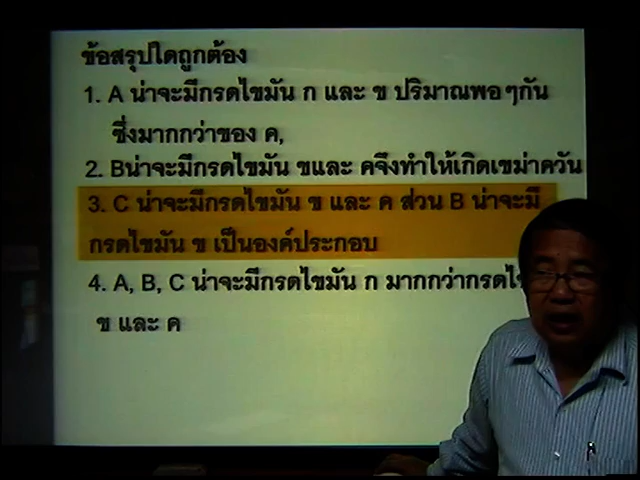 ข้อสรุปใดถูกต้อง
1. A น่าจะมีกรดไขมัน ก และ ข ปริมาณพอๆกัน
ซึ่งมากกว่าของ ค,
2. Bน่าจะมีกรดไขมัน ขและ คจึงทำให้เกิดเขม่าควัน
3. C น่าจะมีกรดไขมัน ข และ ค ส่วน B น่าจะมี
กรดไขมัน ข เป็นองค์ประกอบ
4. A, B, C น่าจะมีกรดไขมัน ก มากกว่ากรด
ข และ ค